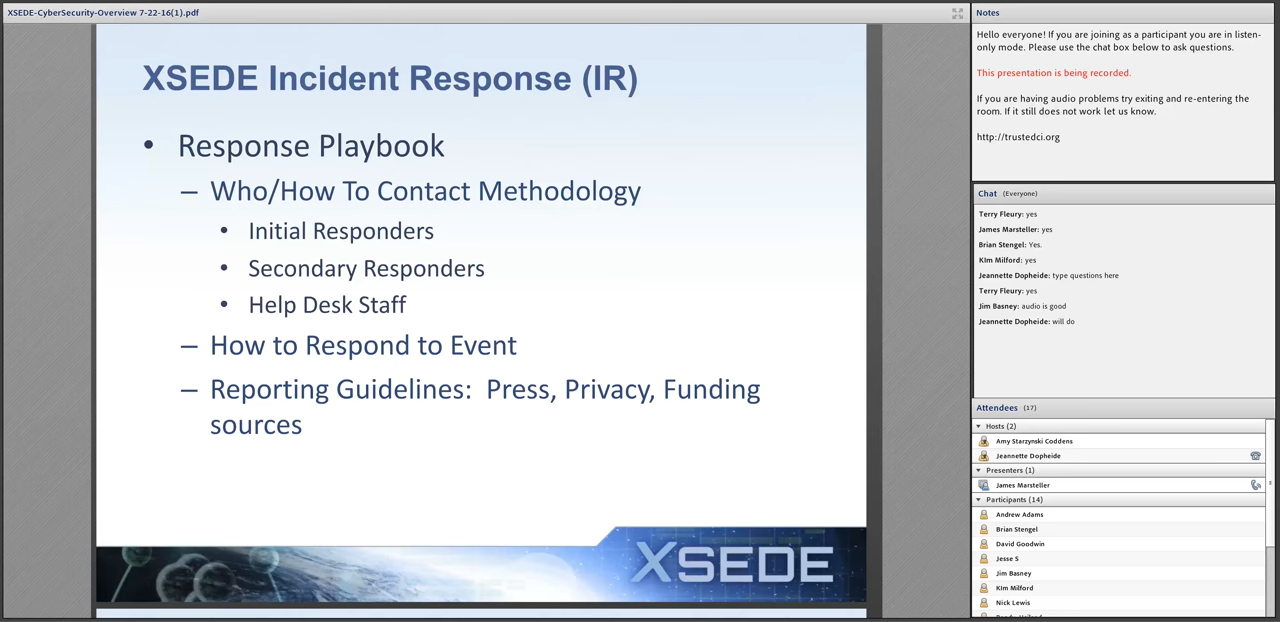 XSEDE-CyberSecurity-Overview 7-22-16(1).pdf
XSEDE Incident Response (IR)
• Response Playbook
– Who/How To Contact Methodology
• Initial Responders
• Secondary Responders
• Help Desk Staff
– How to Respond to Event
– Reporting Guidelines: Press, Privacy, Funding
sources
XSEDE
Notes
Hello everyone! If you are joining as a participant you are in listen-
only mode. Please use the chat box below to ask questions.
This presentation is being recorded.
If you are having audio problems try exiting and re-entering the
room. If it still does not work let us know.
http://trustedci.org
Chat (Everyone)
Terry Fleury: yes
James Marsteller: yes
Brian Stengel: Yes.
KIm Milford: yes
Jeannette Dopheide: type questions here
Terry Fleury: yes
Jim Basney: audio is good
Jeannette Dopheide: will do
Attendees (17)
Hosts (2)
Amy Starzynski Coddens
Jeannette Dopheide
Presenters (1)
James Marsteller
Participants (14)
Andrew Adams
Brian Stengel
David Goodwin
Jesse S
Jim Basney
KIm Milford
Nick Lewis